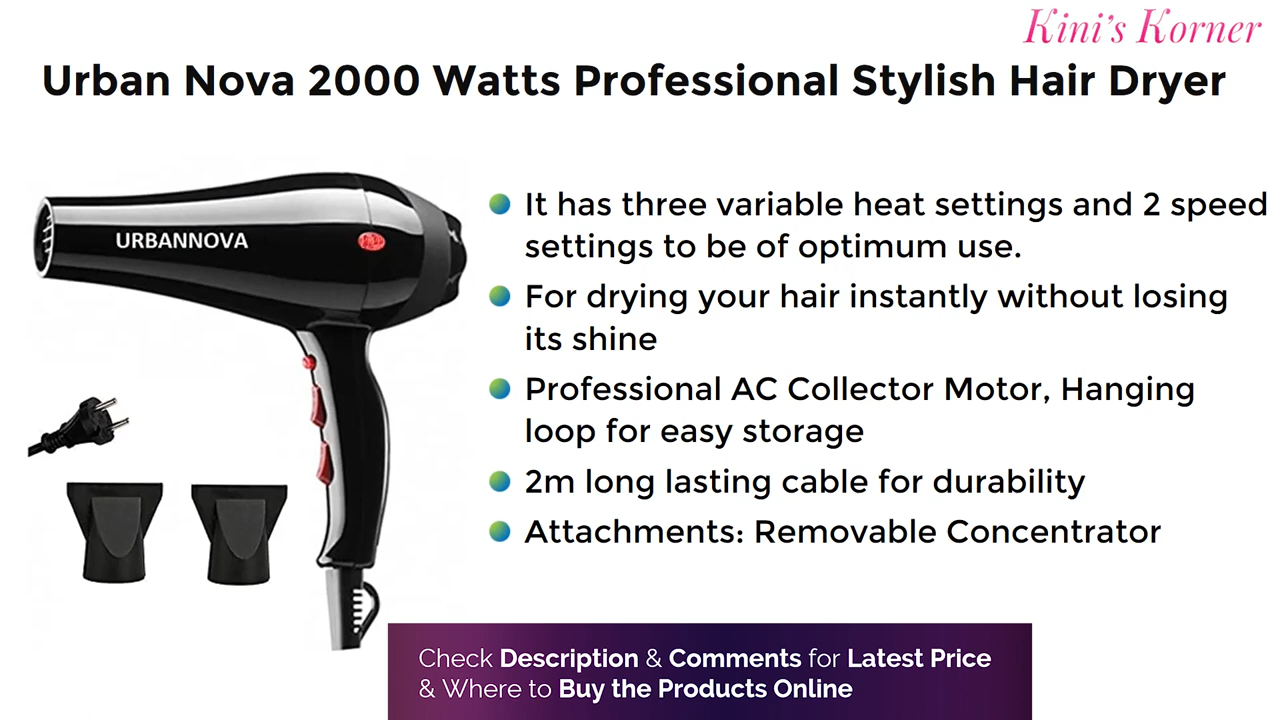 Kini's Korner
Urban Nova 2000 Watts Professional Stylish Hair Dryer
URBANNOVA
It has three variable heat settings and 2 speed
settings to be of optimum use.
For drying your hair instantly without losing
its shine
Professional AC Collector Motor, Hanging
loop for easy storage
2m long lasting cable for durability
Attachments: Removable Concentrator
Check Description & Comments for Latest Price
& Where to Buy the Products Online